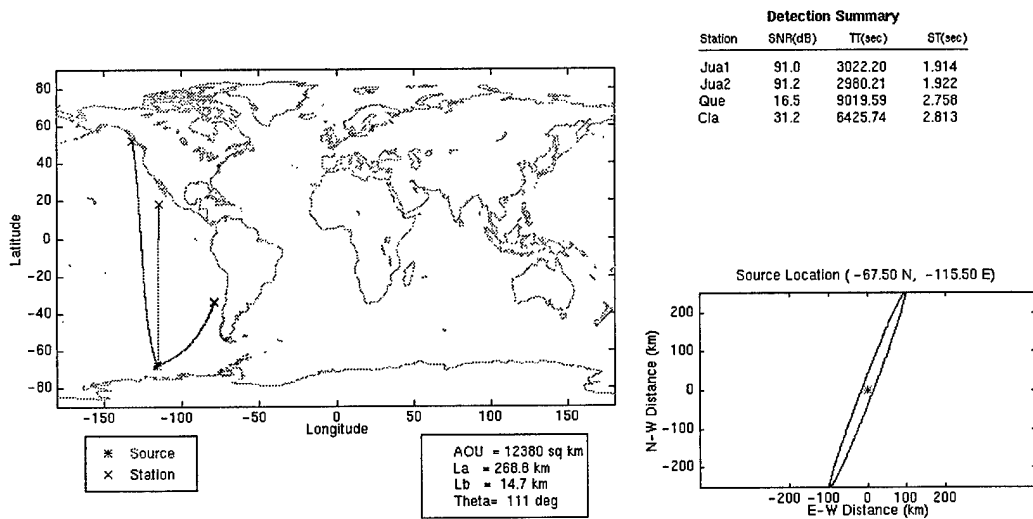 Detection Summary
Station SNR(dB) TT(sec) ST(sec)
Jua1 91.0 3022.20 1.914
Jua2 91.2 2980.21 1.922
Que 16.5 9019.59 2.758
Cla 31.2 6425.74 2.813
80
60
40
20
0
-20
-40
-60
-80
Latitude
-150 -100 -50 0 50 100 150
Longitude
Source
Station
AOU = 12380 sq km
La = 268.8 km
Lb = 14.7 km
Theta= 111 deg
Source Location ( -67.50 N, -115.50 E)
200
100
0
-100
-200
N-W Distance (km)
-200 -100 0 100 200
E-W Distance (km)